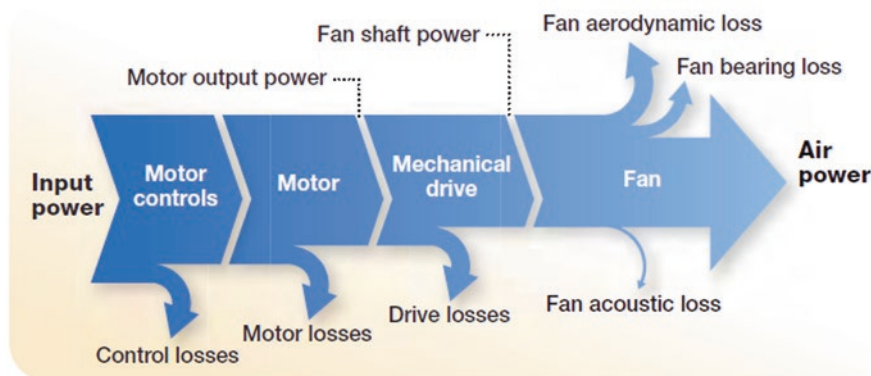 Fan aerodynamic loss
Fan shaft power
Fan bearing loss
Motor output power
Input
power
Motor
controls
Motor
Mechanical
drive
Fan
Air
power
Control losses
Motor losses
Drive losses
Fan acoustic loss